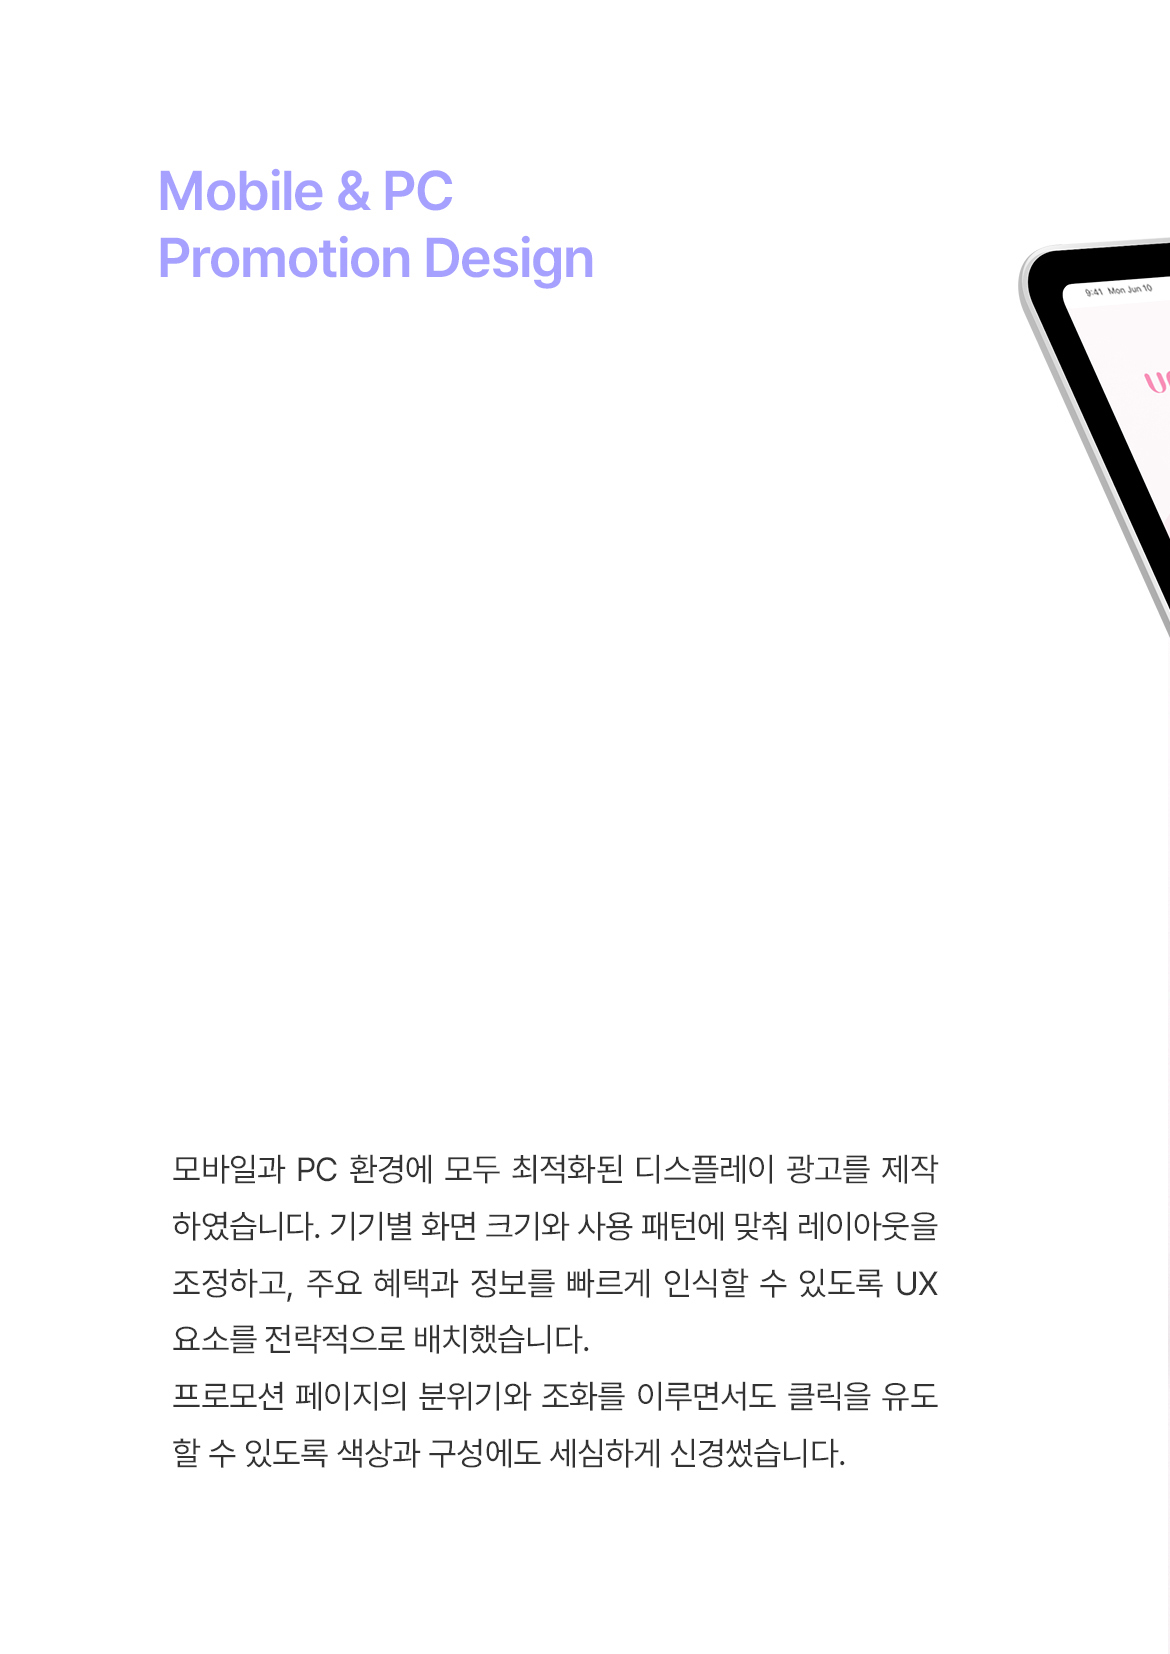 Mobile & PC
Promotion Design
9:41 Mon Jun 10
모바일과 PC 환경에 모두 최적화된 디스플레이 광고를 제작
하였습니다. 기기별 화면 크기와 사용 패턴에 맞춰 레이아웃을
조정하고, 주요 혜택과 정보를 빠르게 인식할 수 있도록 UX
요소를 전략적으로 배치했습니다.
프로모션 페이지의 분위기와 조화를 이루면서도 클릭을 유도
할 수 있도록 색상과 구성에도 세심하게 신경썼습니다.